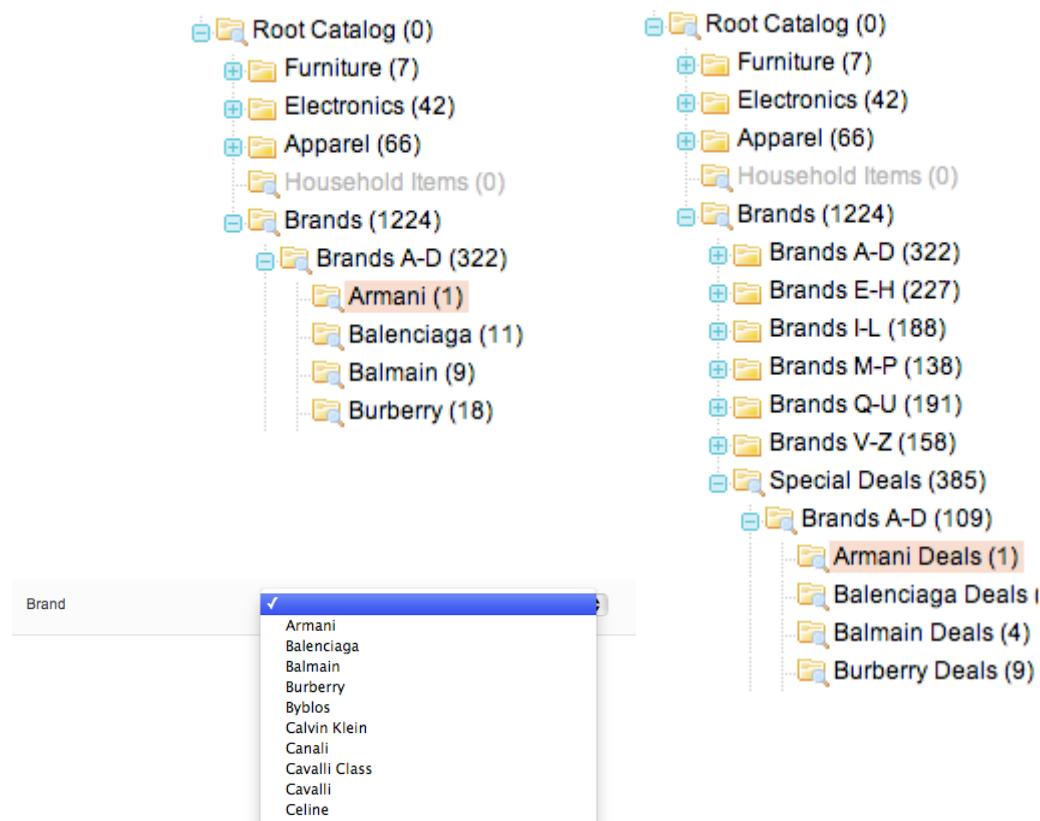 Root Catalog (0)
Furniture (7)
Electronics (42)
Apparel (66)
Household Items (0)
Brands (1224)
Brands A-D (322)
Armani (1)
Balenciaga (11)
Balmain (9)
Burberry (18)
Root Catalog (0)
Furniture (7)
Electronics (42)
Apparel (66)
Household Items (0)
Brands (1224)
Brands A-D (322)
Brands E-H (227)
Brands I-L (188)
Brands M-P (138)
Brands Q-U (191)
Brands V-Z (158)
Special Deals (385)
Brands A-D (109)
Armani Deals (1)
Balenciaga Deals
Balmain Deals (4)
Burberry Deals (9)
Brand
Armani
Balenciaga
Balmain
Burberry
Byblos
Calvin Klein
Canali
Cavalli Class
Cavalli
Celine